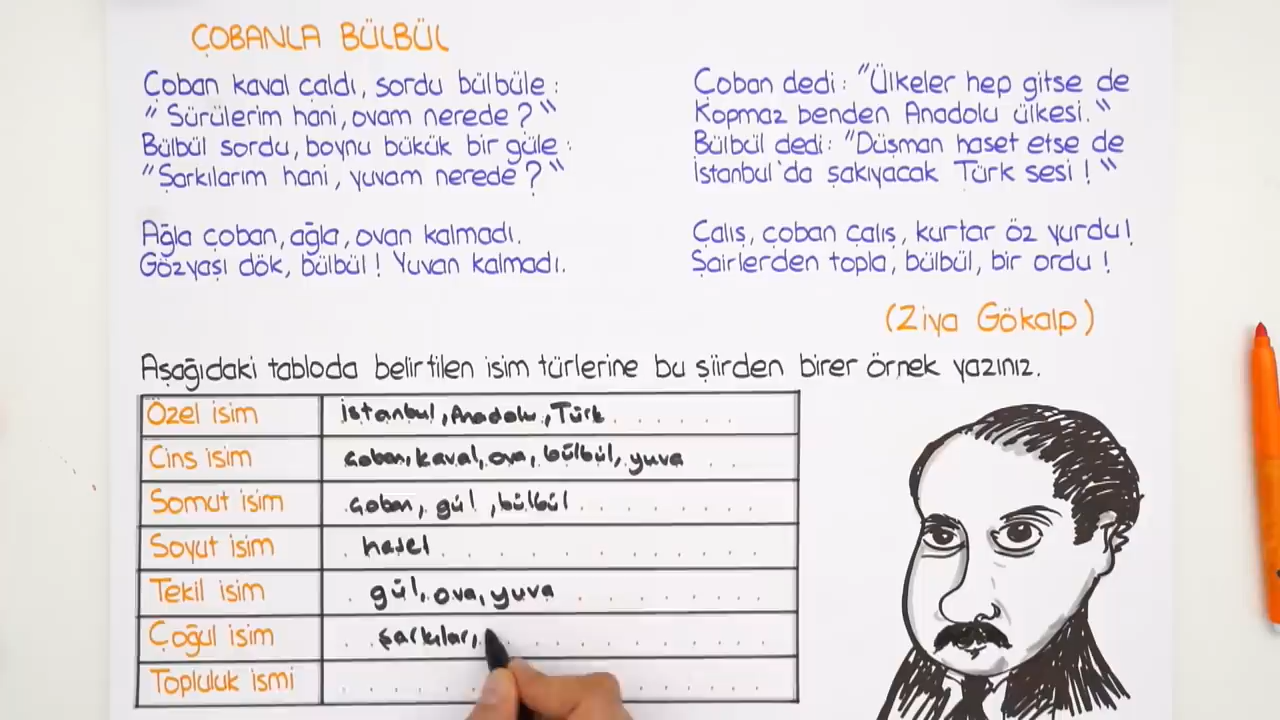 ÇOBANLA BÜLBÜL
Çoban kaval çaldı, sordu bülbüle :
“ Sürülerim hani, ovam nerede ? “
Bülbül sordu, boynu bükük bir güle :
“Şarkılarım hani, yuvam nerede ? “
Ağla çoban, ağla, ovan kalmadı.
Gözyaşı dök, bülbül ! Yuvan kalmadı.
Çoban dedi : “Ülkeler hep gitse de
Kopmaz benden Anadolu ülkesi. “
Bülbül dedi: “Düşman haset etse de
İstanbul'da şakıyacak Türk sesi ! “
Çalış, çoban çalış, kurtar öz yurdu !
Şairlerden topla, bülbül, bir ordu !
(Ziya Gökalp)
Aşağıdaki tabloda belirtilen isim türlerine bu şiirden birer örnek yazınız.
Özel isim İstanbul, Anadolu, Türk . . . . . .
Cins isim çoban, kaval, ova, bülbül, yuva . .
Somut isim . çoban, gül , bülbül . . . . . . .
Soyut isim . haset . . . . . . . . . .
Tekil isim . gül, ova, yuva . . . . . . .
Çoğul isim . . şarkılar, . . . . . . . .
Topluluk ismi . . . . . . . . . . . .